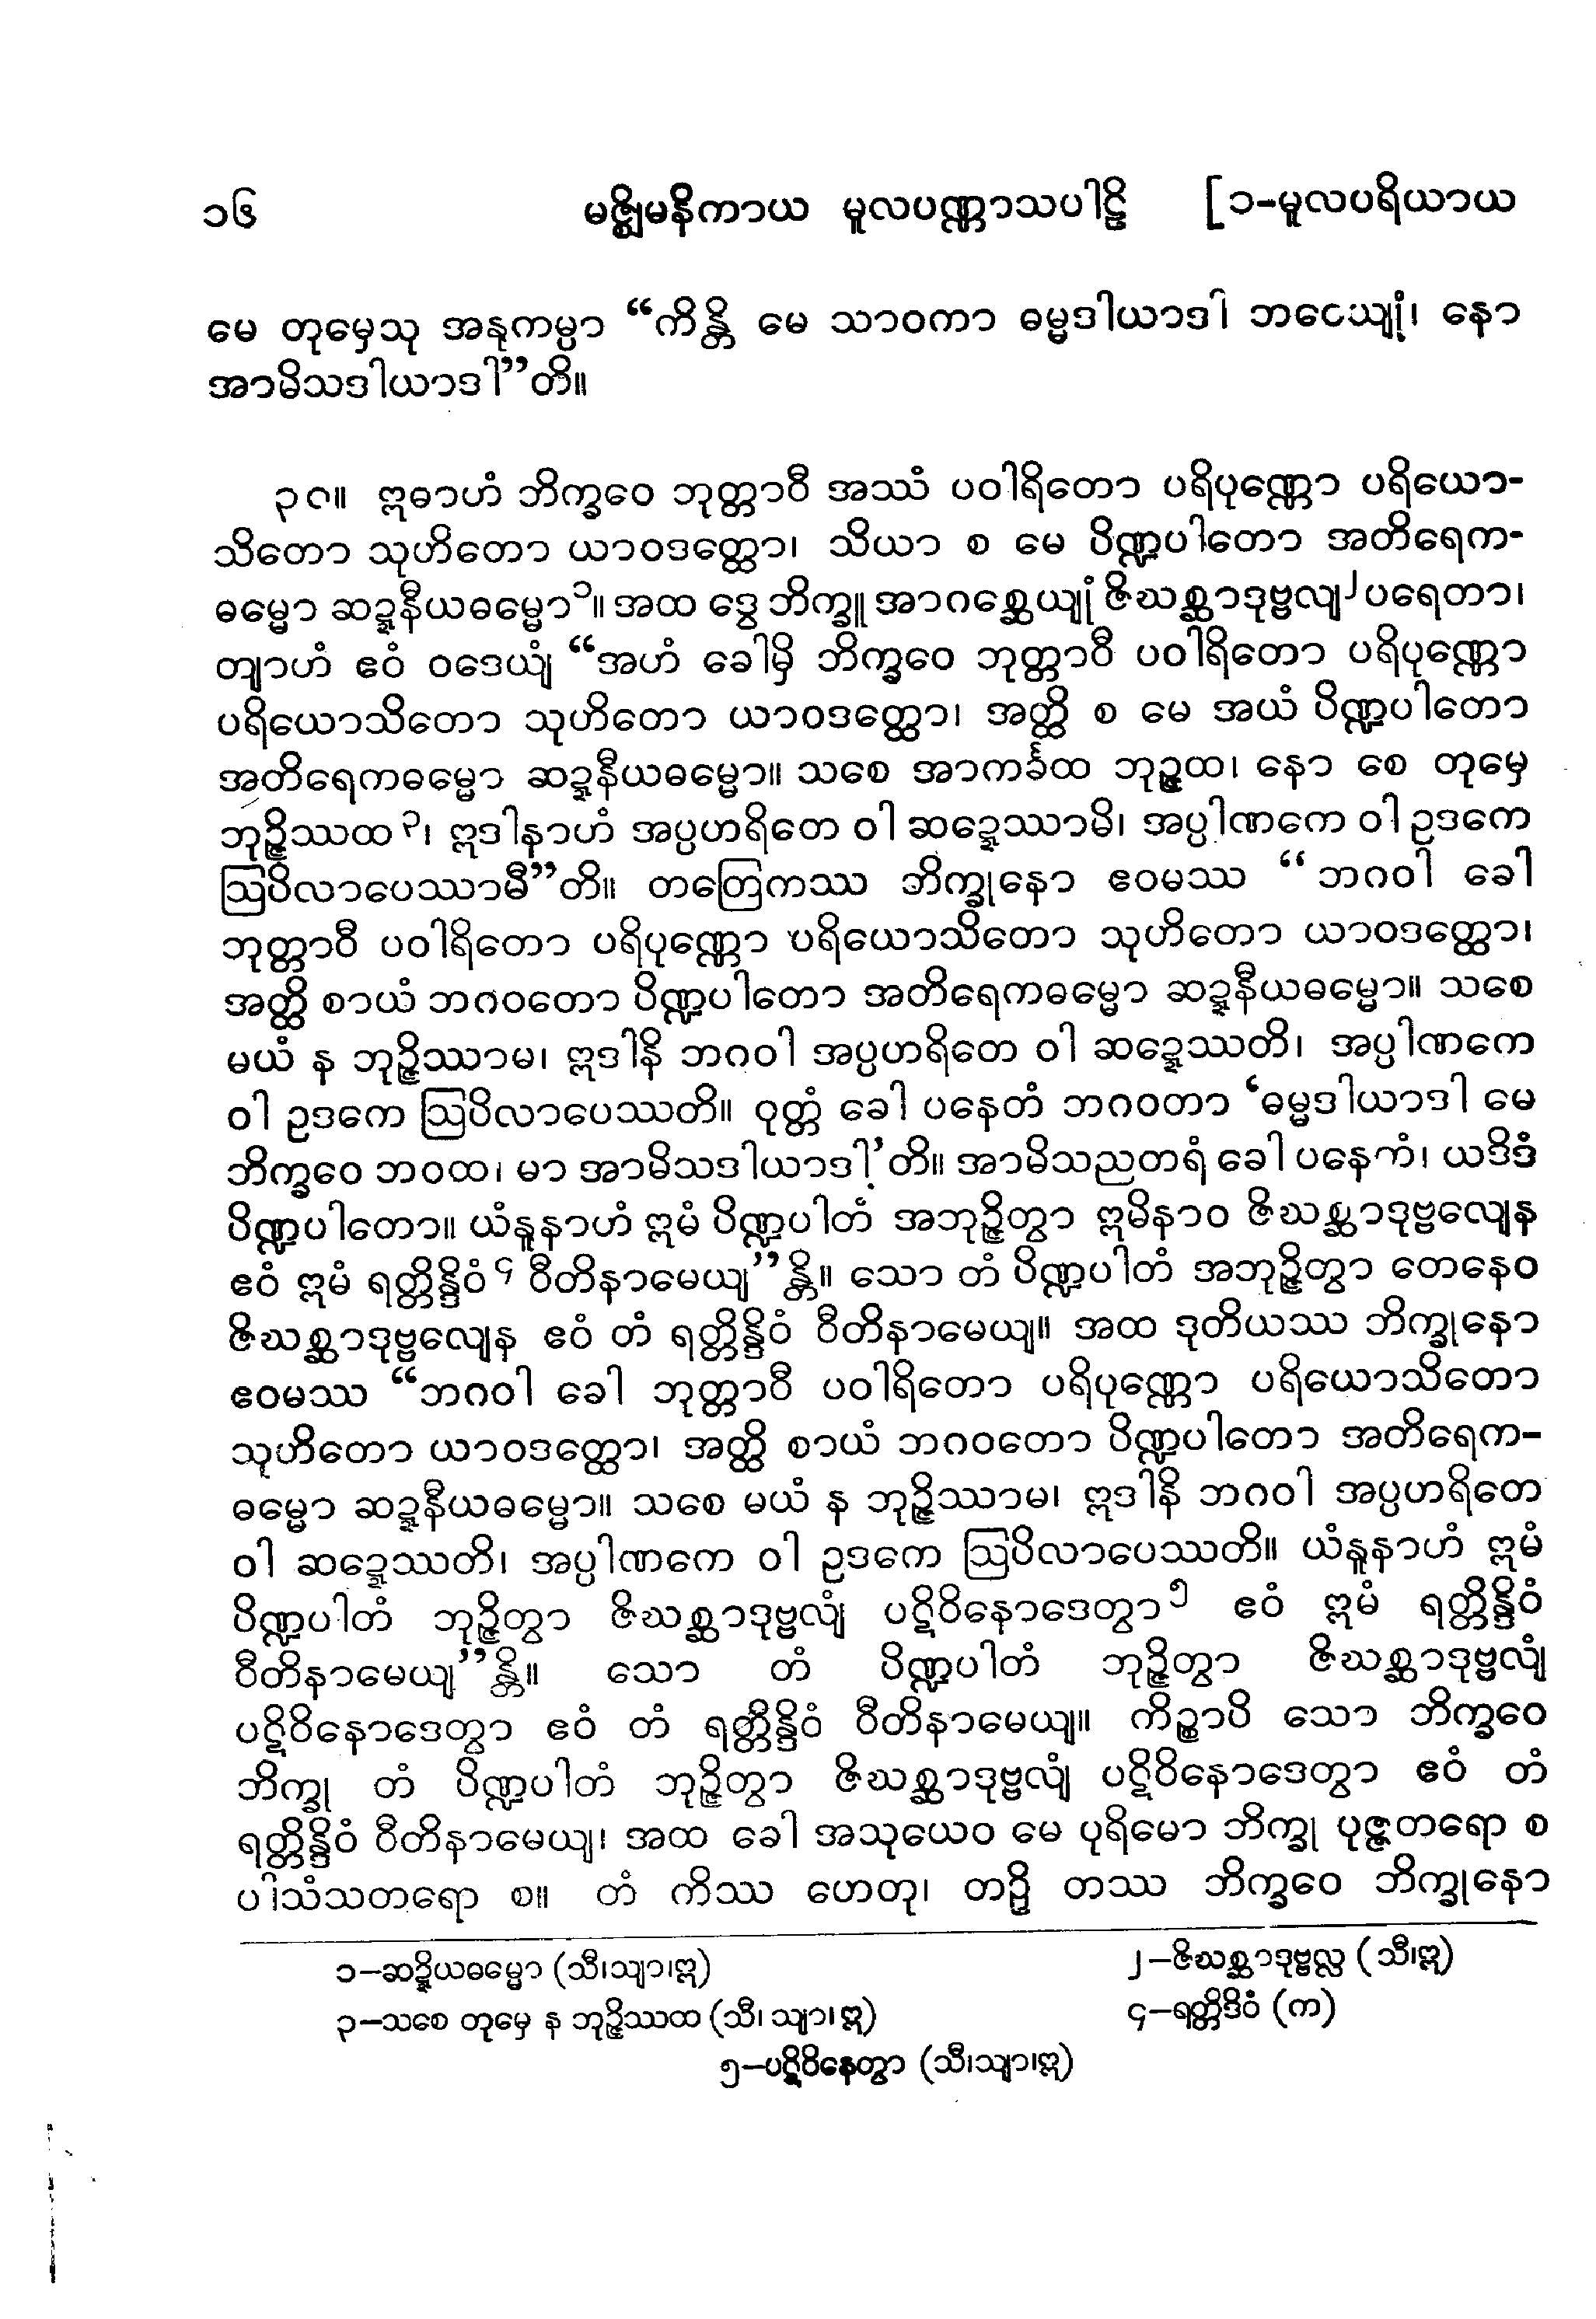 ၁၆ မဇ္ဈိမနိကာယ မူလပဏ္ဏာသပါဠိ [၁-မူလပရိယာယ
မေ တုမှေသု အနုကမ္ပာ “ကိန္တိ မေ သာဝကာ ဓမ္မဒါယာဒါ ဘဝေယျုံ၊ နော
အာမိသဒါယာဒါ”တိ။
၃၀။ ဣဓာဟံ ဘိက္ခဝေ ဘုတ္တာဝီ အဿံ ပဝါရိတော ပရိပုဏ္ဏော ပရိယော-
သိတော သုဟိတော ယာဝဒတ္ထော၊ သိယာ စ မေ ပိဏ္ဍပါတော အတိရေက-
ဓမ္မော ဆဍ္ဍနီယဓမ္မော၁။ အထ ဒွေ ဘိက္ခူ အာဂစ္ဆေယျုံ ဇိဃစ္ဆာဒုဗ္ဗလျ၂ပရေတာ၊
တျာဟံ ဧဝံ ဝဒေယျံ “အဟံ ခေါမှိ ဘိက္ခဝေ ဘုတ္တာဝီ ပဝါရိတော ပရိပုဏ္ဏော
ပရိယောသိတော သုဟိတော ယာဝဒတ္ထော၊ အတ္ထိ စ မေ အယံ ပိဏ္ဍပါတော
အတိရေကဓမ္မော ဆဍ္ဍနီယဓမ္မော။ သစေ အာကင်္ခထ ဘုဉ္ဇထ၊ နော စေ တုမှေ
ဘုဉ္ဇိဿထ၃၊ ဣဒါနာဟံ အပ္ပဟရိတေ ဝါ ဆဍ္ဍေဿာမိ၊ အပ္ပါဏကေ ဝါ ဥဒကေ
ဩပိလာပေဿာမီ”တိ။ တတြေကဿ ဘိက္ခုနော ဧဝမဿ “ဘဂဝါ ခေါ
ဘုတ္တာဝီ ပဝါရိတော ပရိပုဏ္ဏော ပရိယောသိတော သုဟိတော ယာဝဒတ္ထော၊
အတ္ထိ စာယံ ဘဂဝတော ပိဏ္ဍပါတော အတိရေကဓမ္မော ဆဍ္ဍနီယဓမ္မော။ သစေ
မယံ န ဘုဉ္ဇိဿာမ၊ ဣဒါနိ ဘဂဝါ အပ္ပဟရိတေ ဝါ ဆဍ္ဍေဿတိ၊ အပ္ပါဏကေ
ဝါ ဥဒကေ ဩပိလာပေဿတိ။ ဝုတ္တံ ခေါ ပနေတံ ဘဂဝတာ ‘ဓမ္မဒါယာဒါ မေ
ဘိက္ခဝေ ဘဝထ၊ မာ အာမိသဒါယာဒါ’တိ။ အာမိသညတရံ ခေါ ပနေတံ၊ ယဒိဒံ
ပိဏ္ဍပါတော။ ယံနူနာဟံ ဣမံ ပိဏ္ဍပါတံ အဘုဉ္ဇိတွာ ဣမိနာဝ ဇိဃစ္ဆာဒုဗ္ဗလျေန
ဧဝံ ဣမံ ရတ္တိန္ဒိဝံ၄ ဝီတိနာမေယျ”န္တိ။ သော တံ ပိဏ္ဍပါတံ အဘုဉ္ဇိတွာ တေနေဝ
ဇိဃစ္ဆာဒုဗ္ဗလျေန ဧဝံ တံ ရတ္တိန္ဒိဝံ ဝီတိနာမေယျ။ အထ ဒုတိယဿ ဘိက္ခုနော
ဧဝမဿ “ဘဂဝါ ခေါ ဘုတ္တာဝီ ပဝါရိတော ပရိပုဏ္ဏော ပရိယောသိတော
သုဟိတော ယာဝဒတ္ထော၊ အတ္ထိ စာယံ ဘဂဝတော ပိဏ္ဍပါတော အတိရေက-
ဓမ္မော ဆဍ္ဍနီယဓမ္မော။ သစေ မယံ န ဘုဉ္ဇိဿာမ၊ ဣဒါနိ ဘဂဝါ အပ္ပဟရိတေ
ဝါ ဆဍ္ဍေဿတိ၊ အပ္ပါဏကေ ဝါ ဥဒကေ ဩပိလာပေဿတိ။ ယံနူနာဟံ ဣမံ
ပိဏ္ဍပါတံ ဘုဉ္ဇိတွာ ဇိဃစ္ဆာဒုဗ္ဗလျံ ပဋိဝိနောဒေတွာ၅ ဧဝံ ဣမံ ရတ္တိန္ဒိဝံ
ဝီတိနာမေယျ”န္တိ။ သော တံ ပိဏ္ဍပါတံ ဘုဉ္ဇိတွာ ဇိဃစ္ဆာဒုဗ္ဗလျံ
ပဋိဝိနောဒေတွာ ဧဝံ တံ ရတ္တိန္ဒိဝံ ဝီတိနာမေယျ။ ကိဉ္စာပိ သော ဘိက္ခဝေ
ဘိက္ခု တံ ပိဏ္ဍပါတံ ဘုဉ္ဇိတွာ ဇိဃစ္ဆာဒုဗ္ဗလျံ ပဋိဝိနောဒေတွာ ဧဝံ တံ
ရတ္တိန္ဒိဝံ ဝီတိနာမေယျ၊ အထ ခေါ အသုယေဝ မေ ပုရိမော ဘိက္ခု ပုဇ္ဇတရော စ
ပါသံသတရော စ။ တံ ကိဿ ဟေတု၊ တဉှိ တဿ ဘိက္ခဝေ ဘိက္ခုနော
၁-ဆဍ္ဍိယဓမ္မော (သီ၊သျာ၊ဣ) ၂-ဇိဃစ္ဆာဒုဗ္ဗလ္လ (သီ၊ဣ)
၃-သစေ တုမှေ န ဘုဉ္ဇိဿထ (သီ၊ သျာ၊ ဣ) ၄-ရတ္တိဒိဝံ (က)
၅-ပဋိဝိနေတွာ (သီ၊သျာ၊ဣ)